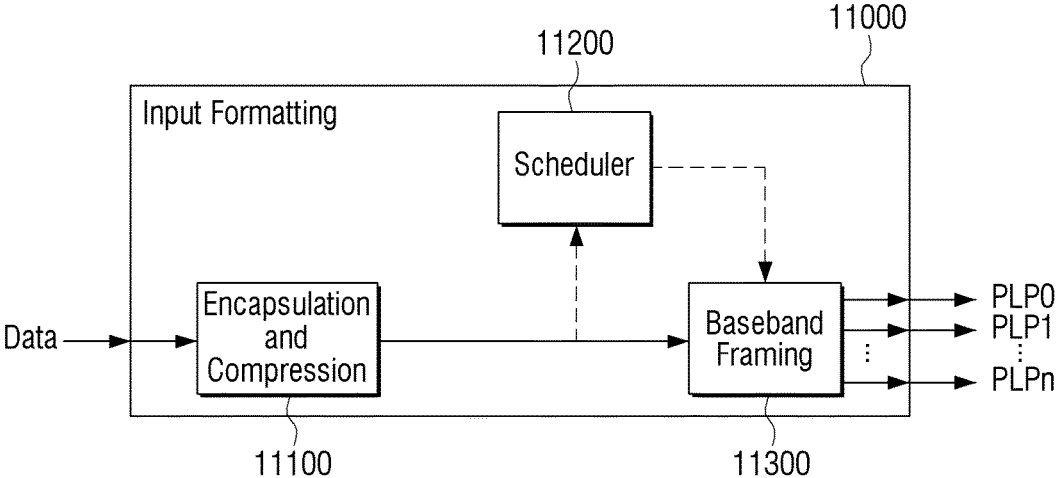 11000
11200
Input Formatting
Scheduler
Encapsulation
and
Compression
Baseband
Framing
Data
PLP0
PLP1
⋮
⋮
PLPn
11100
11300